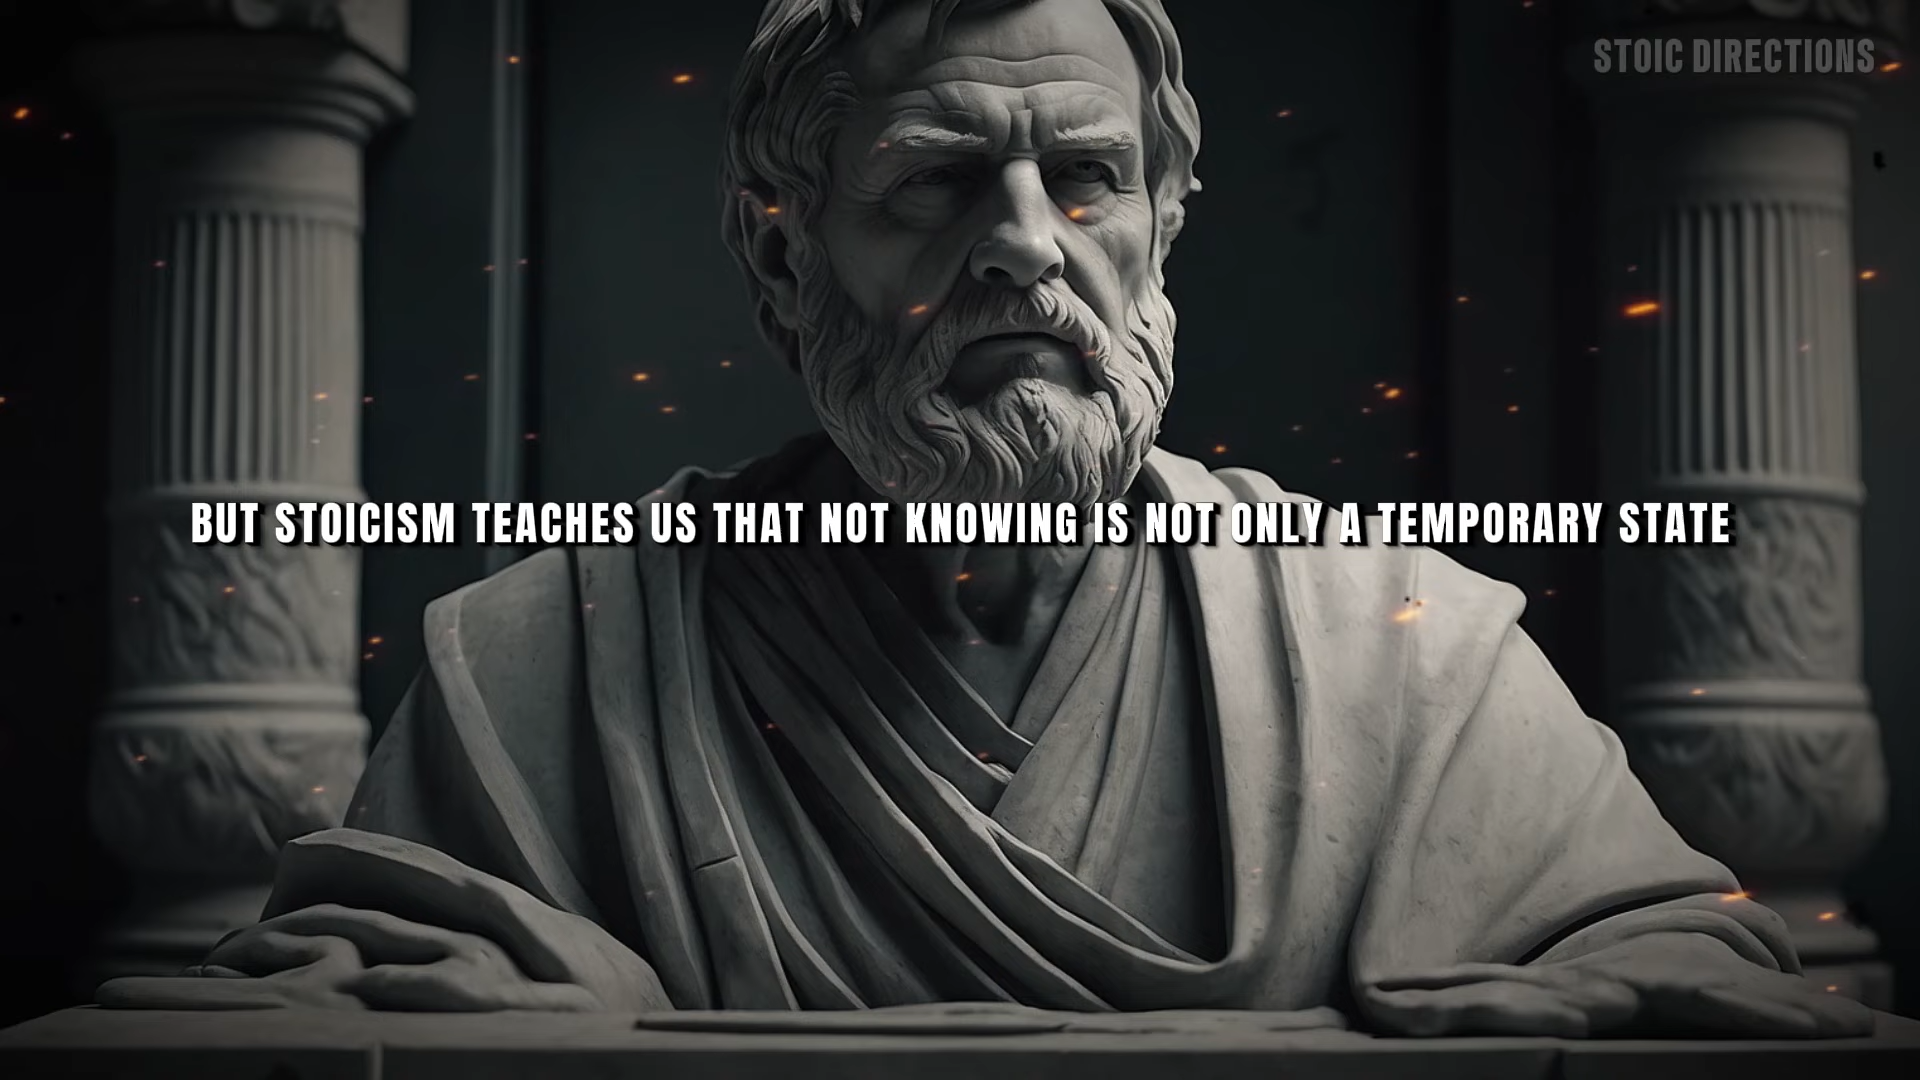 STOIC DIRECTIONS
BUT STOICISM TEACHES US THAT NOT KNOWING IS NOT ONLY A TEMPORARY STATE